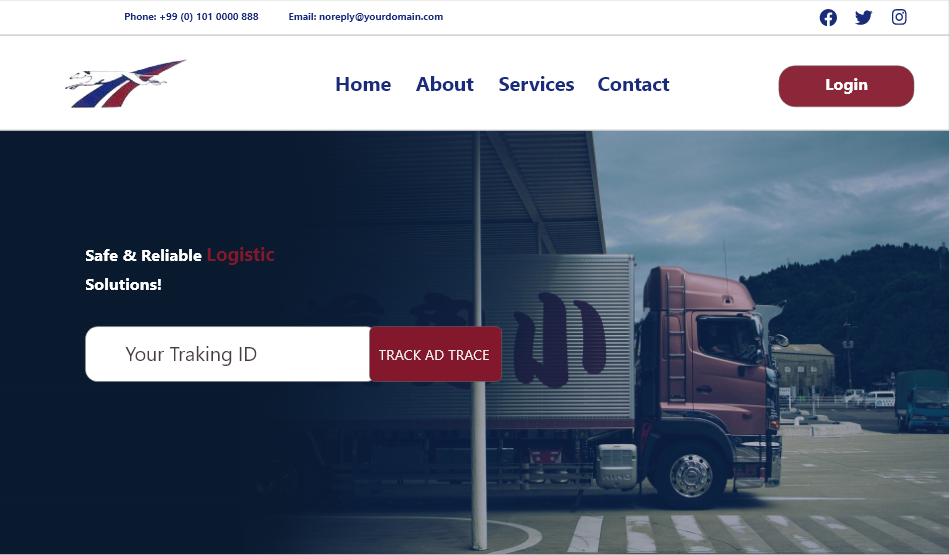 Phone: +99 (0) 101 0000 888 Email: noreply@yourdomain.com
Home About Services Contact Login
Safe & Reliable Logistic
Solutions!
Your Traking ID TRACK AD TRACE